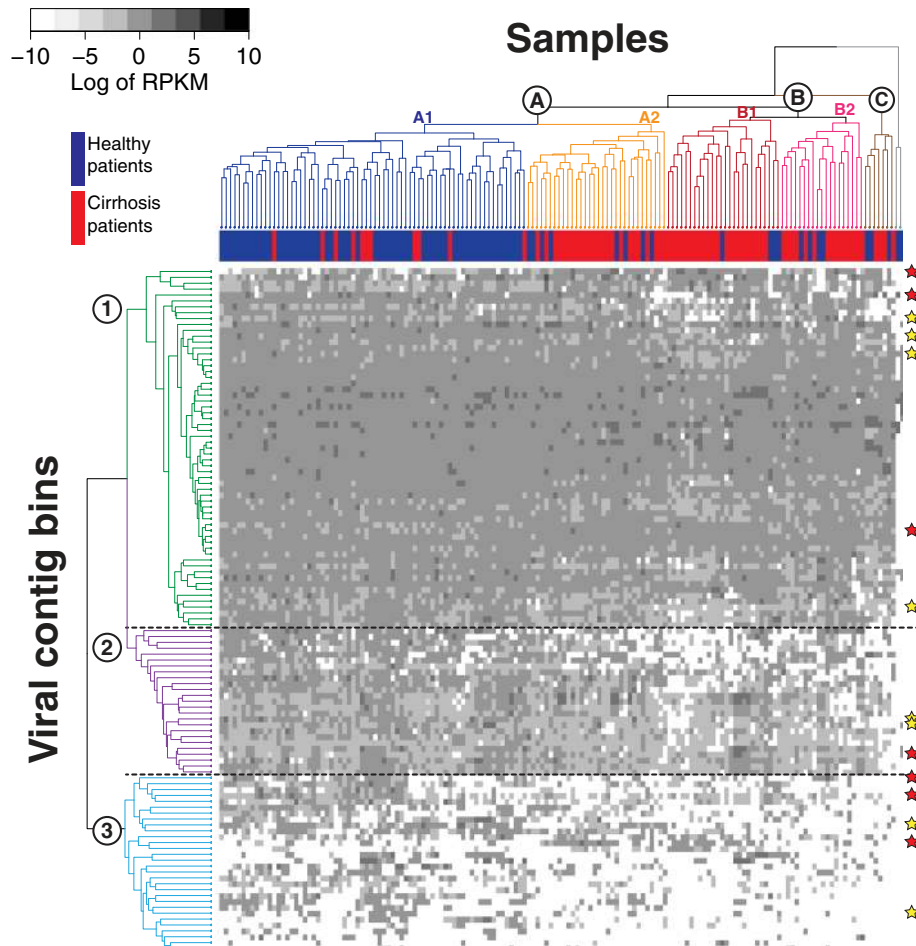 −10 −5 0 5 10
Log of RPKM
Samples
Healthy
patients
Cirrhosis
patients
A
B
C
A1
A2
B1
B2
Viral contig bins
1
2
3